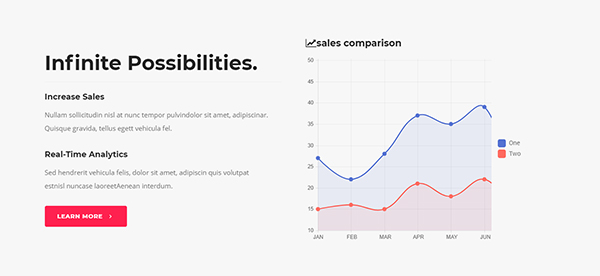 Infinite Possibilities.
Increase Sales
Nullam sollicitudin nisl at nunc tempor pulvindolor sit amet, adipiscinar.
Quisque gravida, tellus egett vehicula fel.
Real-Time Analytics
Sed hendrerit vehicula felis, dolor sit amet, adipiscin quis volutpat
estnisl nuncase laoreetAenean interdum.
LEARN MORE >
sales comparison
50
45
40
35
30
25
20
15
10
JAN FEB MAR APR MAY JUN
One
Two